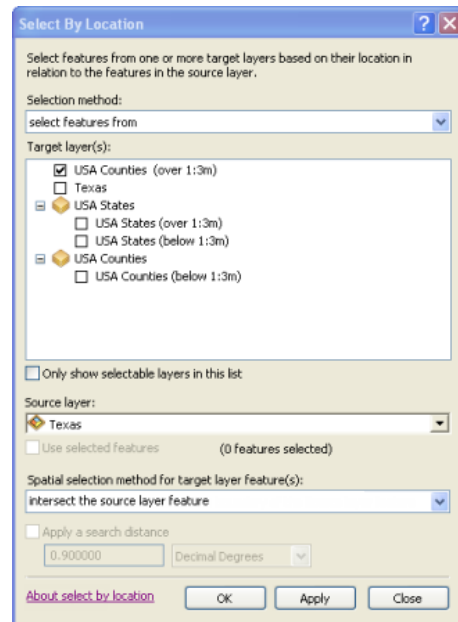 Select By Location
Select features from one or more target layers based on their location in
relation to the features in the source layer.
Selection method:
select features from
Target layer(s):
USA Counties (over 1:3m)
Texas
USA States
USA States (over 1:3m)
USA States (below 1:3m)
USA Counties
USA Counties (below 1:3m)
Only show selectable layers in this list
Source layer:
Texas
Use selected features (0 features selected)
Spatial selection method for target layer feature(s):
intersect the source layer feature
Apply a search distance
0.900000 Decimal Degrees
About select by location OK Apply Close